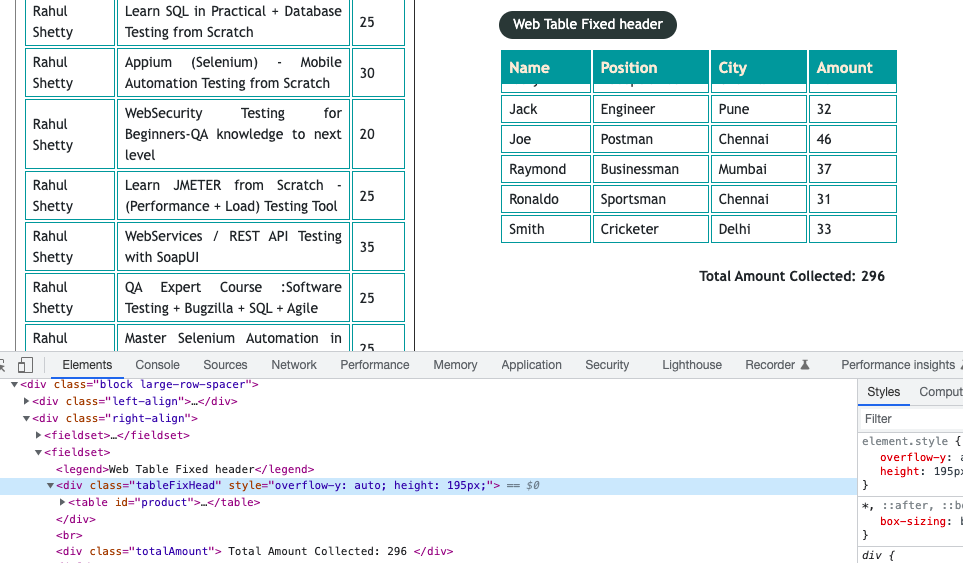 Rahul
Shetty
Learn SQL in Practical + Database
Testing from Scratch
25
Rahul
Shetty
Appium (Selenium) - Mobile
Automation Testing from Scratch
30
Rahul
Shetty
WebSecurity Testing for
Beginners-QA knowledge to next
level
20
Rahul
Shetty
Learn JMETER from Scratch -
(Performance + Load) Testing Tool
25
Rahul
Shetty
WebServices / REST API Testing
with SoapUI
35
Rahul
Shetty
QA Expert Course :Software
Testing + Bugzilla + SQL + Agile
25
Rahul
Master Selenium Automation in
25
Web Table Fixed header
Name Position City Amount
Jack Engineer Pune 32
Joe Postman Chennai 46
Raymond Businessman Mumbai 37
Ronaldo Sportsman Chennai 31
Smith Cricketer Delhi 33
Total Amount Collected: 296
Elements Console Sources Network Performance Memory Application Security Lighthouse Recorder Performance insights
<div class="block large-row-spacer">
<div class="left-align">…</div>
<div class="right-align">
<fieldset>…</fieldset>
<fieldset>
<legend>Web Table Fixed header</legend>
<div class="tableFixHead" style="overflow-y: auto; height: 195px;"> == $0
<table id="product">…</table>
</div>
<br>
<div class="totalAmount"> Total Amount Collected: 296 </div>
Styles Comput
Filter
element.style {
overflow-y: a
height: 195px
}
*, ::after, ::be
box-sizing: b
}
div {